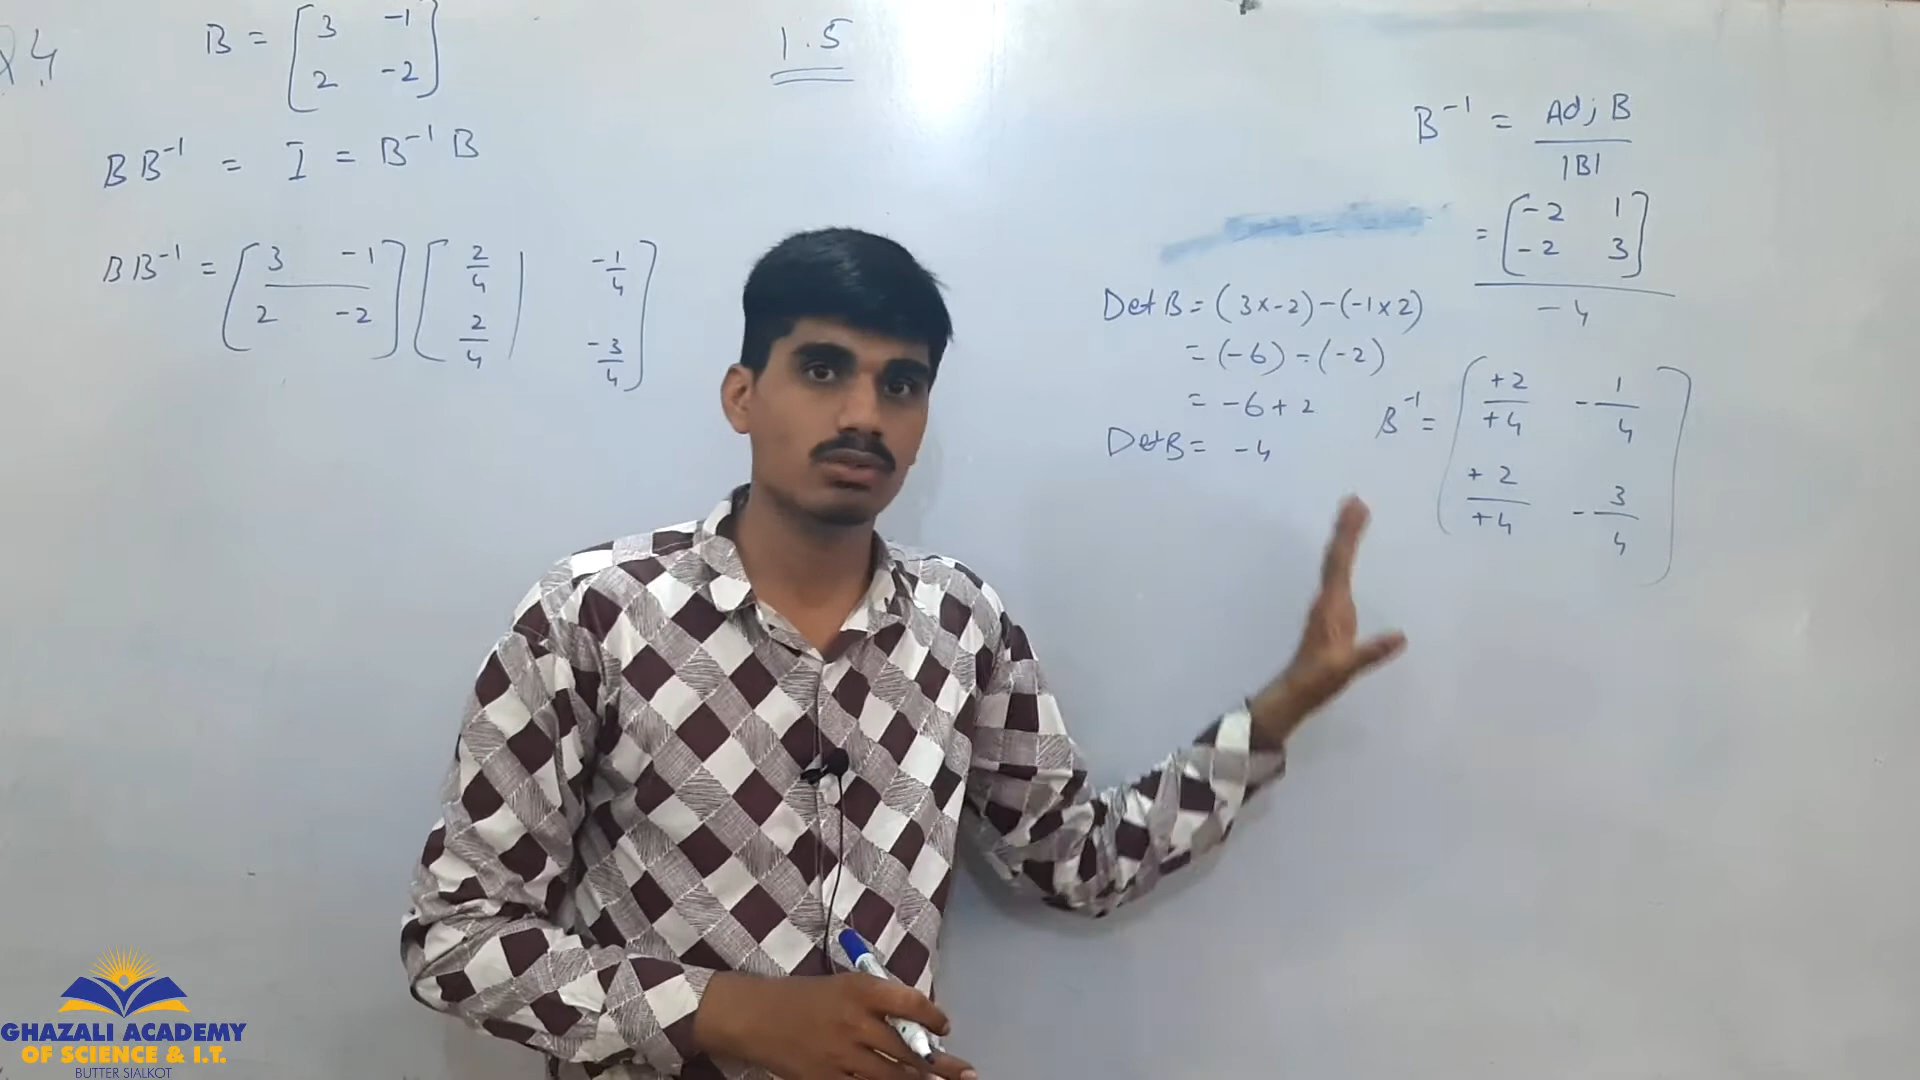 Q4
B = [3 -1
2 -2]
1.5
BB⁻¹ = I = B⁻¹B
BB⁻¹ = [3 -1
2 -2] [2/4 -1/4
2/4 -3/4]
B⁻¹ = Adj B / |B|
= [-2 1
-2 3]
-4
Det B = (3×-2)-(-1×2)
= (-6) - (-2)
= -6+2
Det B = -4
B⁻¹ = [+2/+4 -1/4
+2/+4 -3/4]
GHAZALI ACADEMY
OF SCIENCE & I.T.
BUTTER SIALKOT